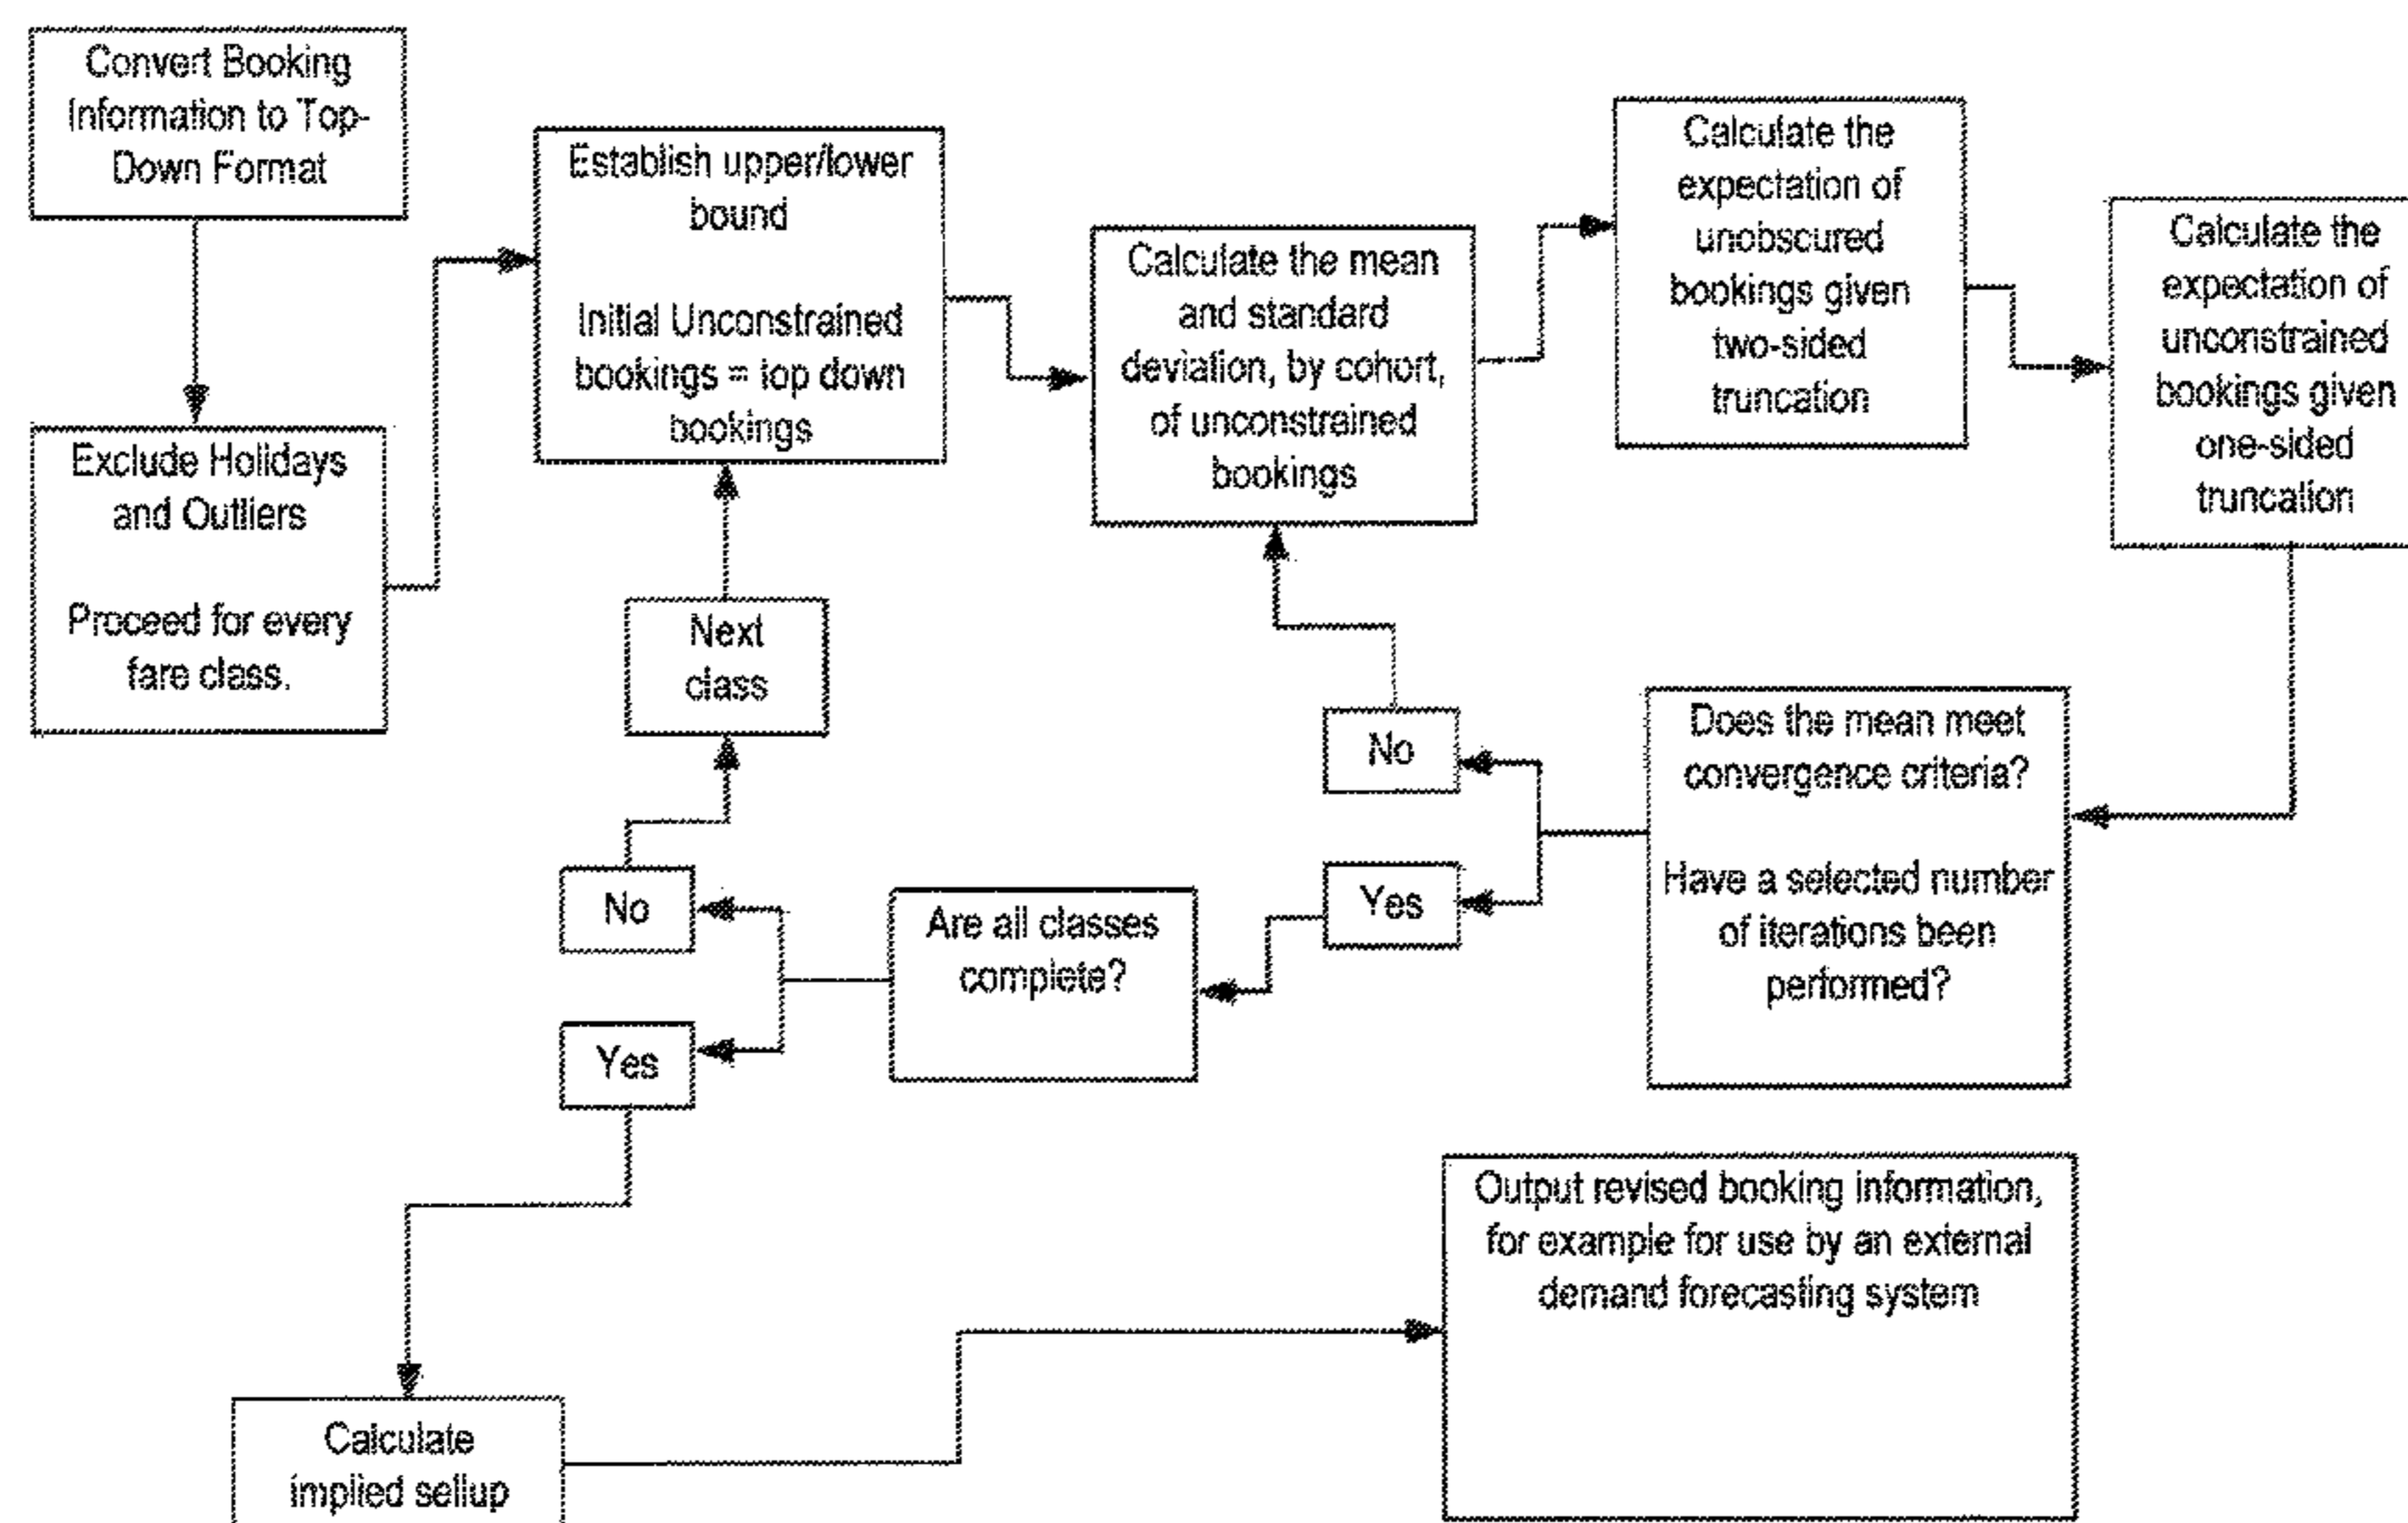 Convert Booking
Information to Top-
Down Format
Exclude Holidays
and Outliers
Proceed for every
fare class.
Establish upper/lower
bound
Initial Unconstrained
bookings = top down
bookings
Calculate the mean
and standard
deviation, by cohort,
of unconstrained
bookings
Calculate the
expectation of
unobscured
bookings given
two-sided
truncation
Calculate the
expectation of
unconstrained
bookings given
one-sided
truncation
Does the mean meet
convergence criteria?
Have a selected number
of iterations been
performed?
No
Yes
Are all classes
complete?
No
Yes
Next
class
Calculate
implied sellup
Output revised booking information,
for example for use by an external
demand forecasting system